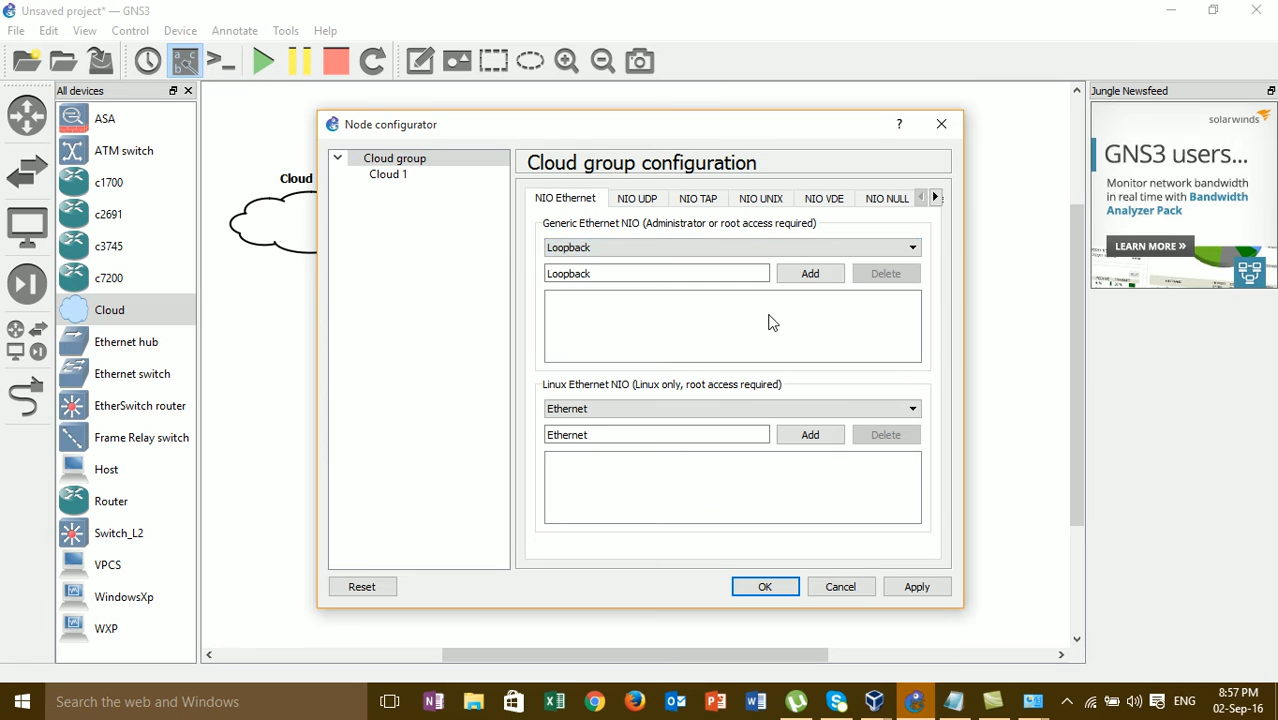 Unsaved project* — GNS3
File Edit View Control Device Annotate Tools Help
All devices
ASA
ATM switch
c1700
c2691
c3745
c7200
Cloud
Ethernet hub
Ethernet switch
EtherSwitch router
Frame Relay switch
Host
Router
Switch_L2
VPCS
WindowsXp
WXP
Cloud
Node configurator
?
Cloud group
Cloud 1
Cloud group configuration
NIO Ethernet NIO UDP NIO TAP NIO UNIX NIO VDE NIO NULL
Generic Ethernet NIO (Administrator or root access required)
Loopback
Loopback Add Delete
Linux Ethernet NIO (Linux only, root access required)
Ethernet
Ethernet Add Delete
Reset OK Cancel Apply
Jungle Newsfeed
solarwinds
GNS3 users...
Monitor network bandwidth
in real time with Bandwidth
Analyzer Pack
LEARN MORE »
Search the web and Windows
ENG
8:57 PM
02-Sep-16